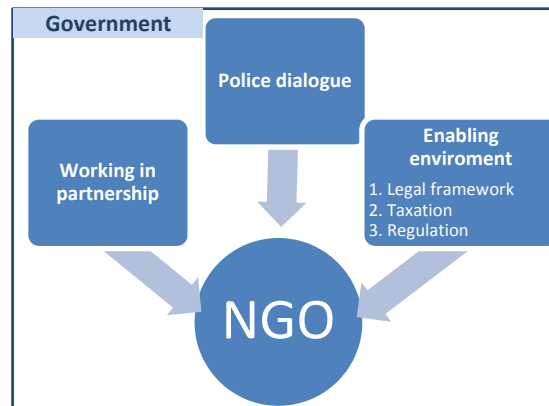 Government
Police dialogue
Working in
partnership
Enabling
enviroment
1. Legal framework
2. Taxation
3. Regulation
NGO